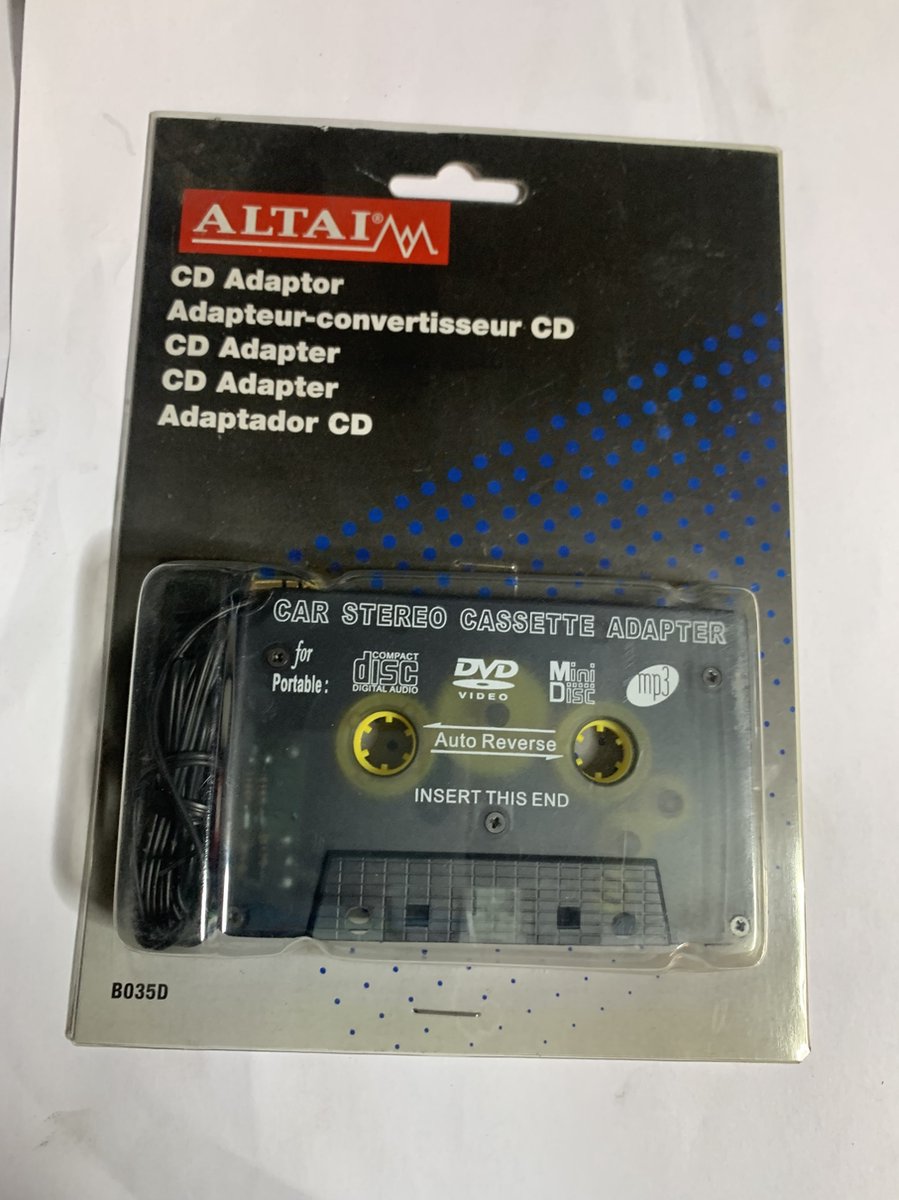 ALTAI®
CD Adaptor
Adapteur-convertisseur CD
CD Adapter
CD Adapter
Adaptador CD
CAR STEREO CASSETTE ADAPTER
for
Portable:
COMPACT
disc
DIGITAL AUDIO
DVD
VIDEO
Mini
Disc
mp3
Auto Reverse
INSERT THIS END
B035D